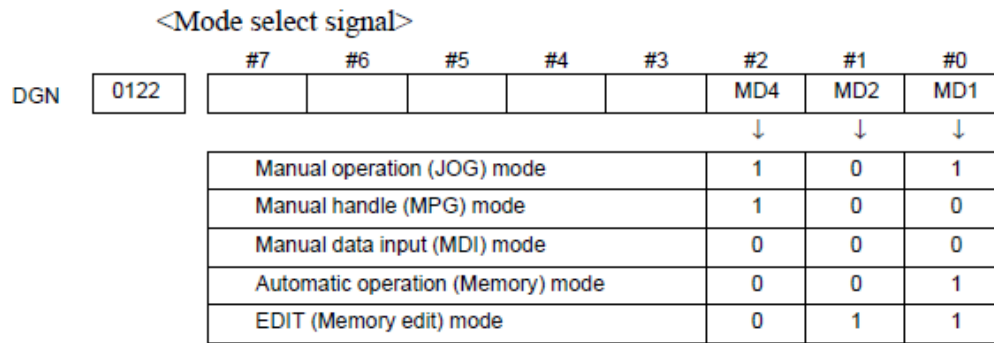 <Mode select signal>
#7 #6 #5 #4 #3 #2 #1 #0
DGN 0122 MD4 MD2 MD1
↓ ↓ ↓
Manual operation (JOG) mode 1 0 1
Manual handle (MPG) mode 1 0 0
Manual data input (MDI) mode 0 0 0
Automatic operation (Memory) mode 0 0 1
EDIT (Memory edit) mode 0 1 1